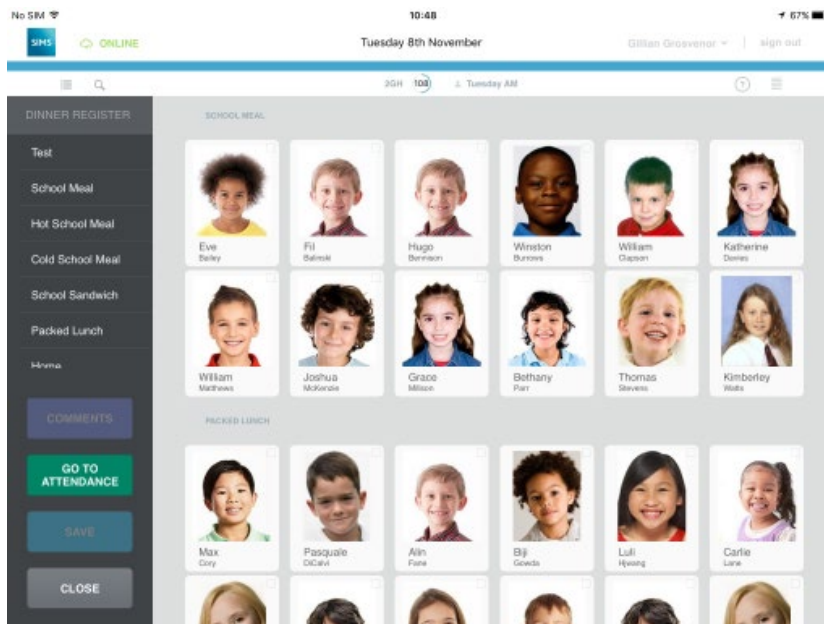 No SIM
10:48
67%
SIMS
ONLINE
Tuesday 8th November
Gillian Grosvenor
sign out
2GH 108 Tuesday AM
?
DINNER REGISTER
Test
School Meal
Hot School Meal
Cold School Meal
School Sandwich
Packed Lunch
Home
COMMENTS
GO TO
ATTENDANCE
SAVE
CLOSE
SCHOOL MEAL
Eve
Bailey
Fil
Balinski
Hugo
Bennison
Winston
Burrows
William
Clapson
Katherine
Davies
William
Matthews
Joshua
McKenzie
Grace
Millson
Bethany
Parr
Thomas
Stevens
Kimberley
Watts
PACKED LUNCH
Max
Cory
Pasquale
DiCalvi
Alin
Fane
Biji
Gowda
Luli
Hjwang
Carlie
Lane